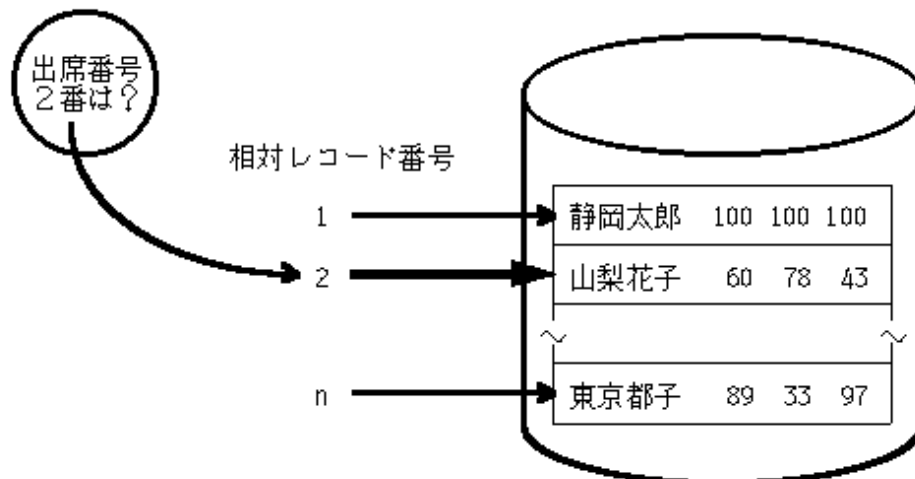 出席番号
２番は？
相対レコード番号
1
静岡太郎 100 100 100
2
山梨花子 60 78 43
n
東京都子 89 33 97